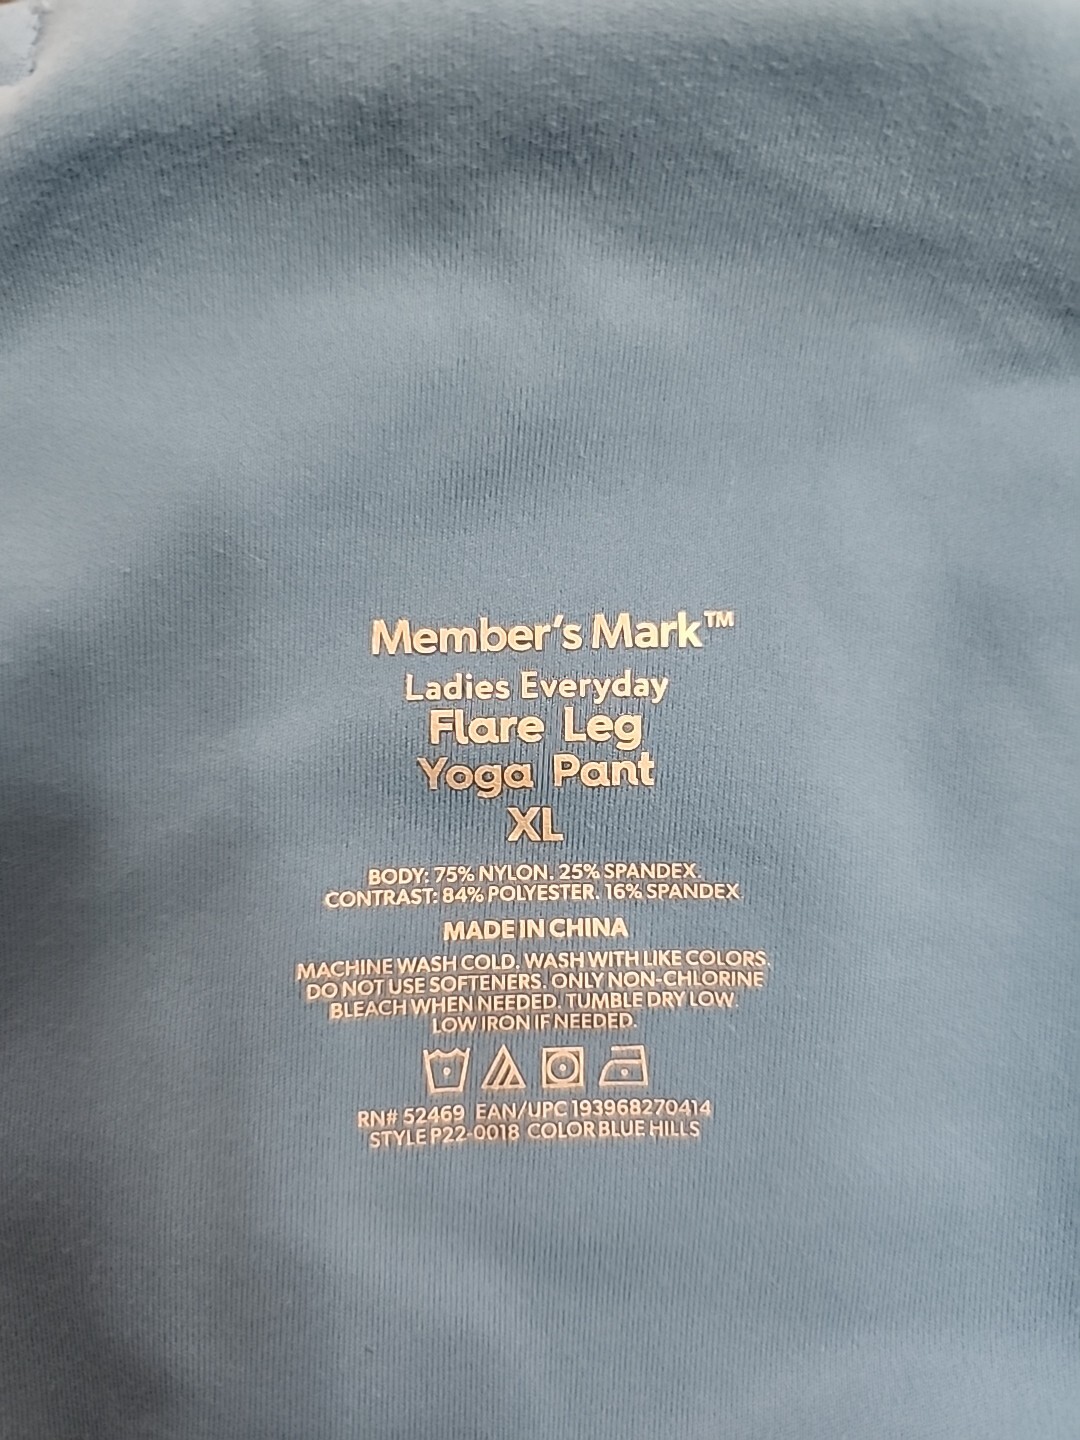 Member's Mark™
Ladies Everyday
Flare Leg
Yoga Pant
XL
BODY: 75% NYLON. 25% SPANDEX.
CONTRAST: 84% POLYESTER. 16% SPANDEX.
MADE IN CHINA
MACHINE WASH COLD. WASH WITH LIKE COLORS.
DO NOT USE SOFTENERS. ONLY NON-CHLORINE
BLEACH WHEN NEEDED. TUMBLE DRY LOW.
LOW IRON IF NEEDED.
RN# 52469 EAN/UPC 193968270414
STYLE P22-0018 COLOR BLUE HILLS